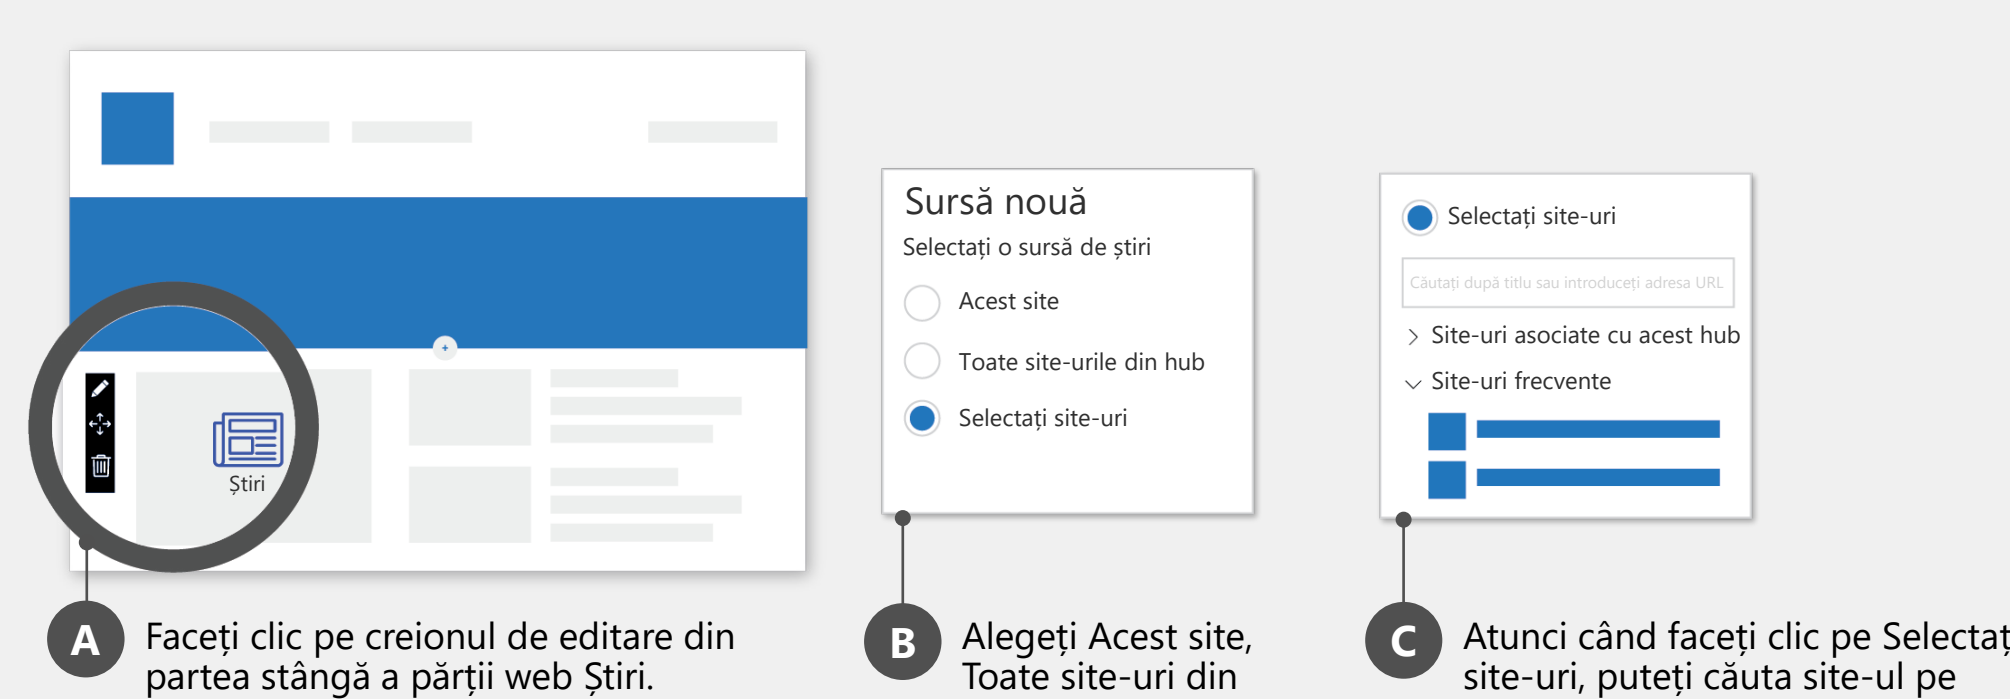 Știri
A
Faceți clic pe creionul de editare din
partea stângă a părții web Știri.
Sursă nouă
Selectați o sursă de știri
Acest site
Toate site-urile din hub
Selectați site-uri
B
Alegeți Acest site,
Toate site-uri din
Selectați site-uri
Căutați după titlu sau introduceți adresa URL
Site-uri asociate cu acest hub
Site-uri frecvente
C
Atunci când faceți clic pe Selectaț
site-uri, puteți căuta site-ul pe